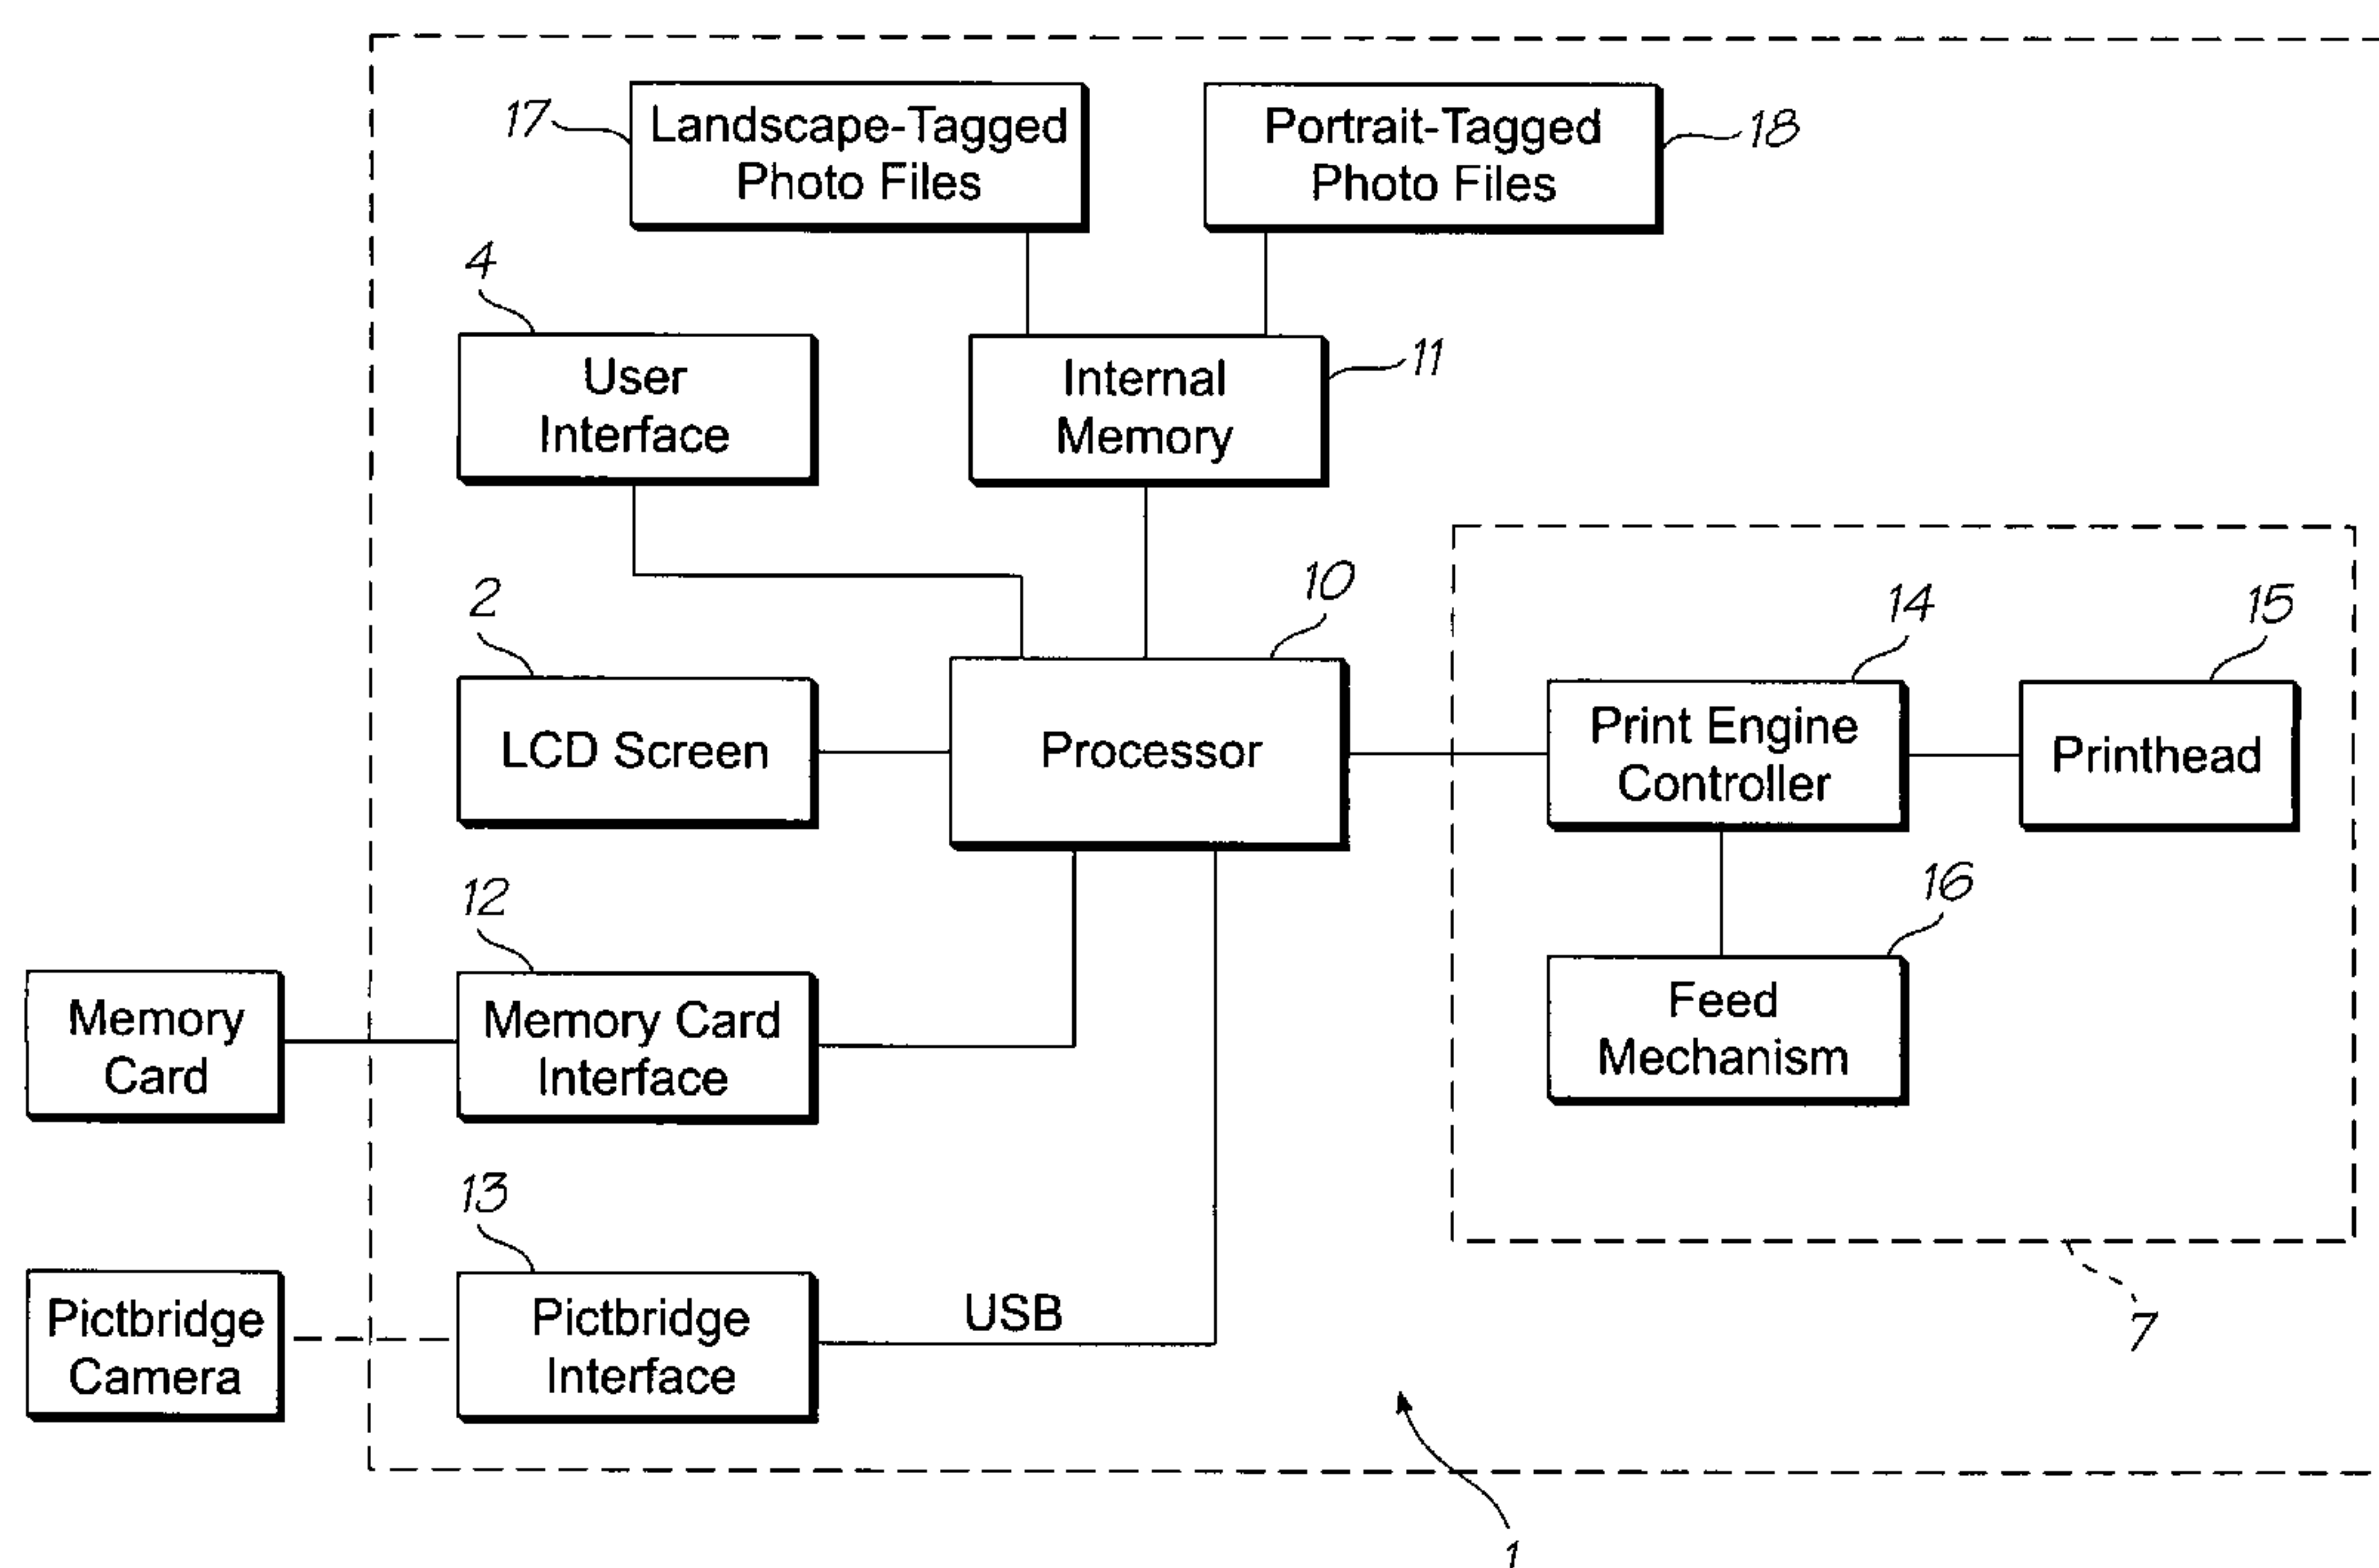 17
Landscape-Tagged
Photo Files
Portrait-Tagged
Photo Files
18
4
User
Interface
Internal
Memory
11
2
LCD Screen
10
Processor
14
Print Engine
Controller
15
Printhead
16
Feed
Mechanism
12
Memory
Card
Memory Card
Interface
13
Pictbridge
Camera
Pictbridge
Interface
USB
7
1